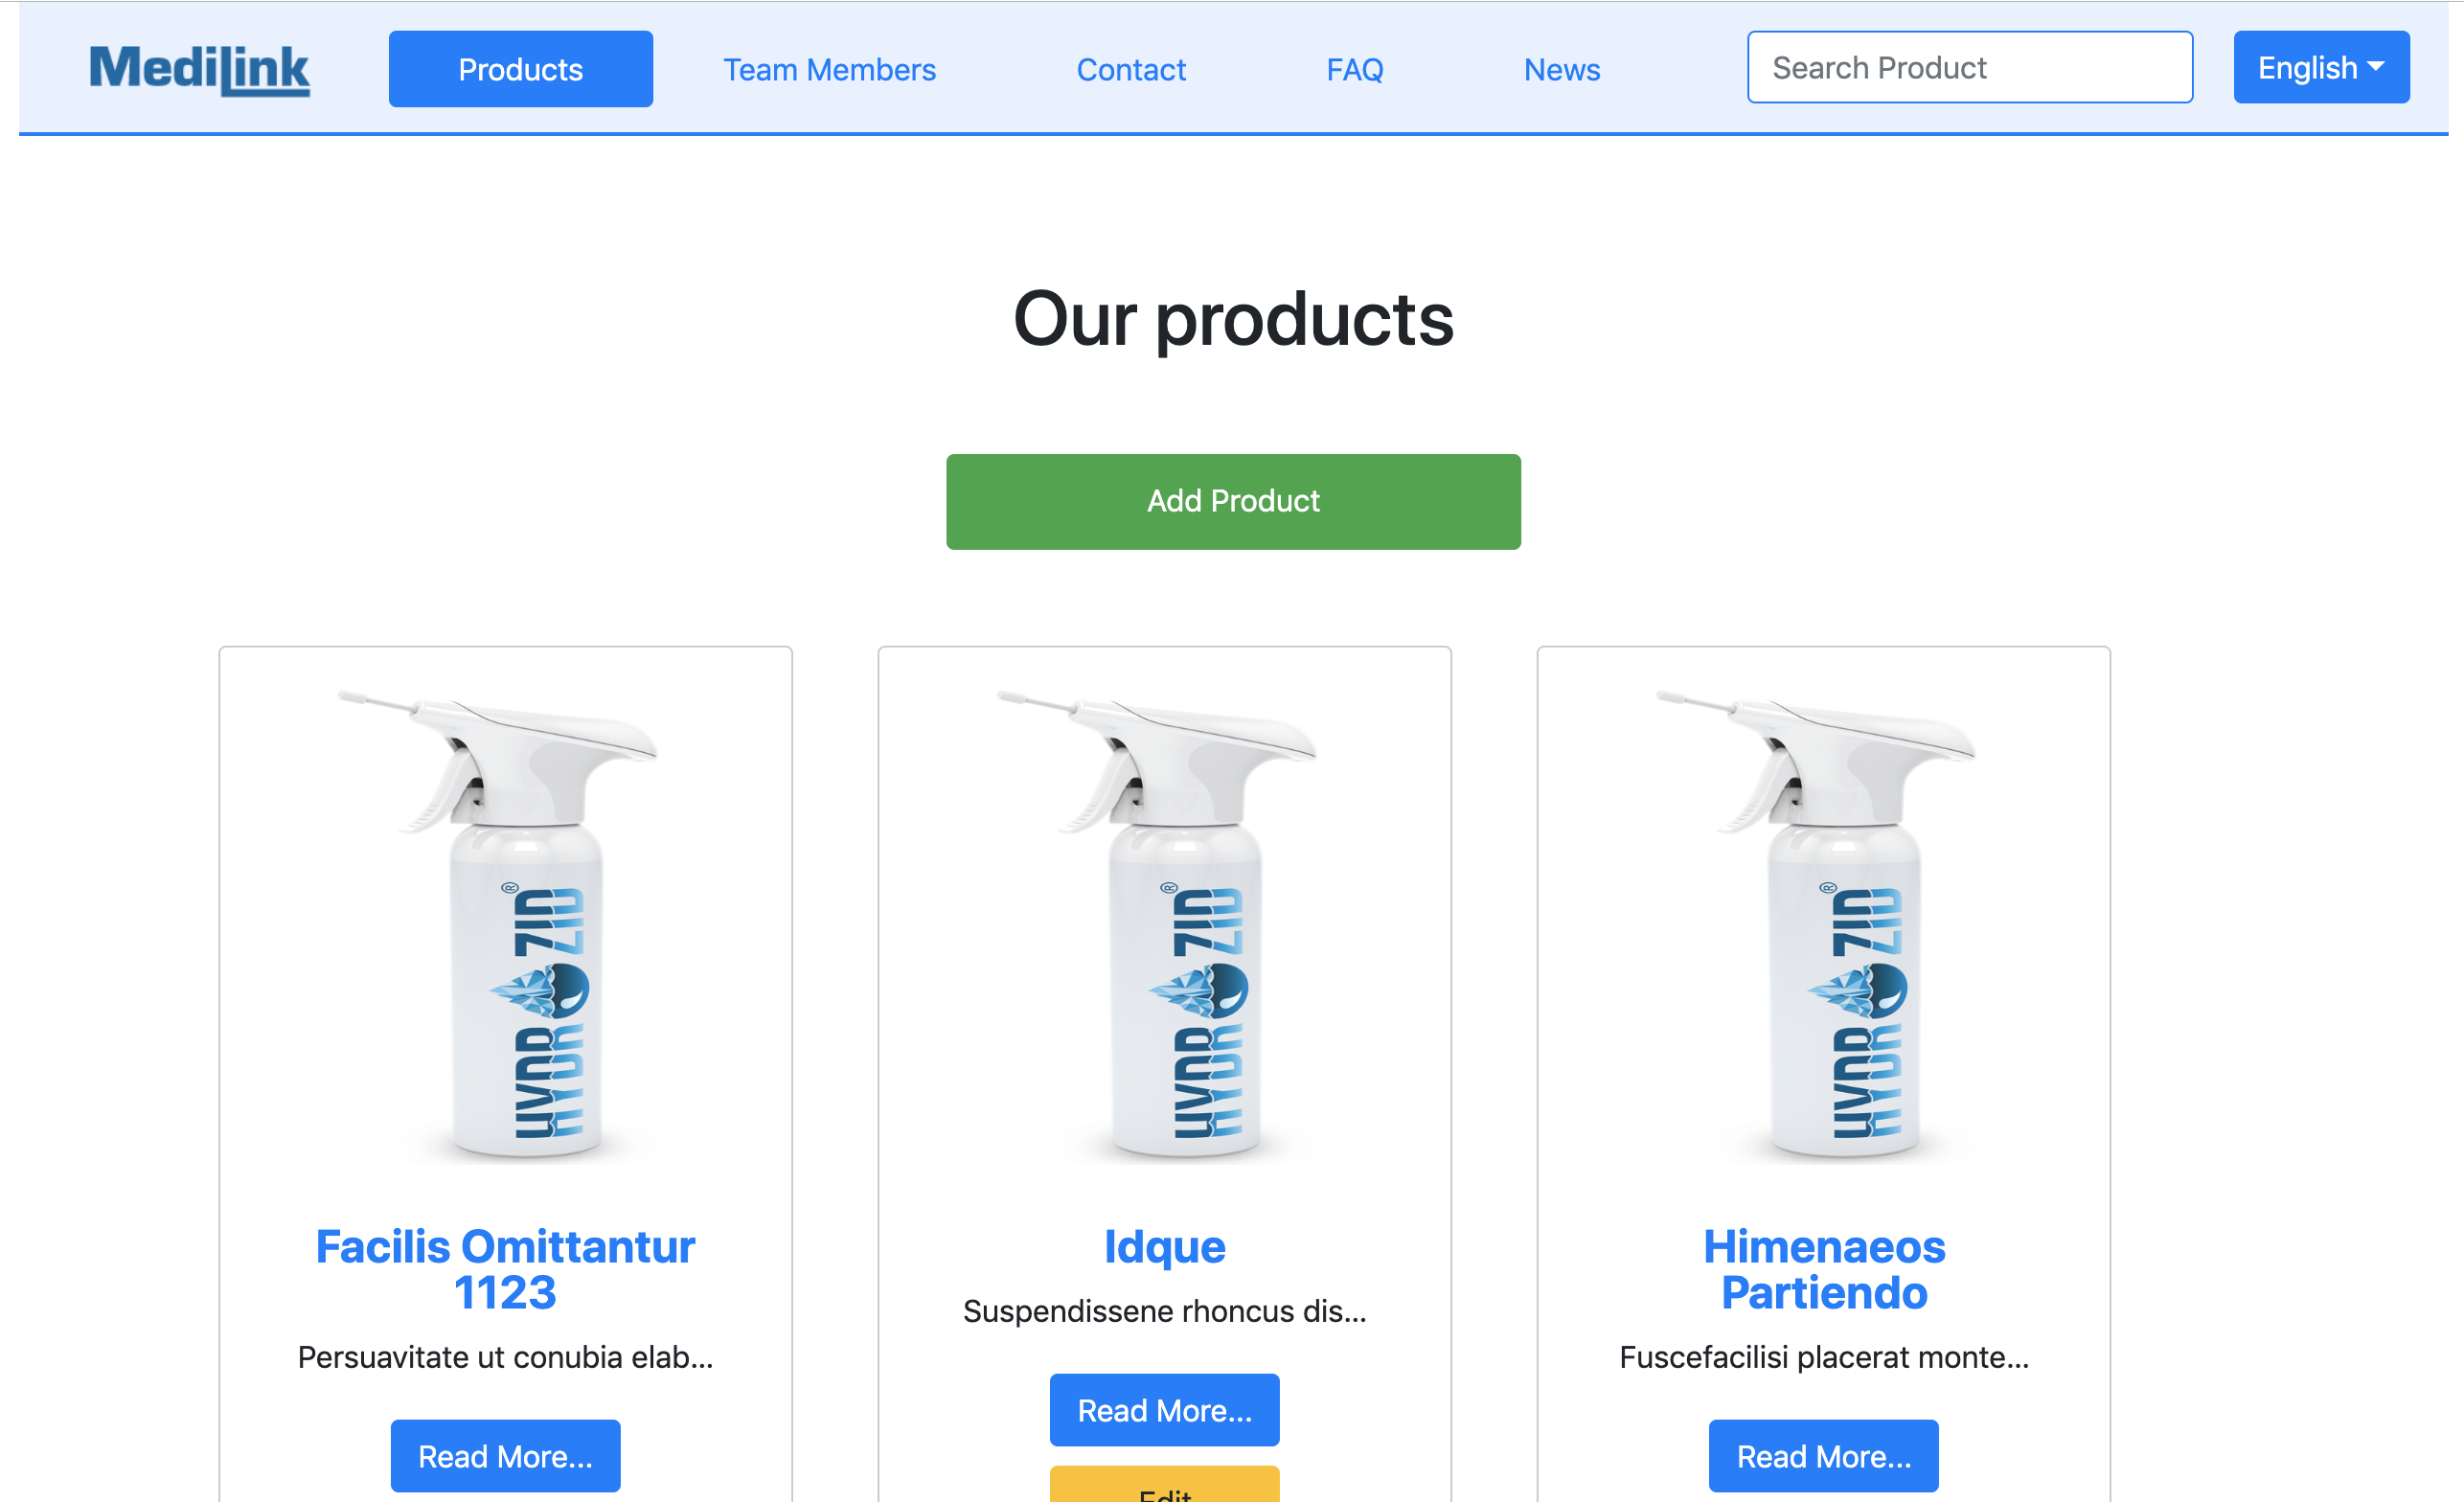 MediLink
Products
Team Members
Contact
FAQ
News
Search Product
English
Our products
Add Product
HYDROZID®
HYDROZID®
HYDROZID®
Facilis Omittantur
1123
Persuavitate ut conubia elab...
Read More...
Idque
Suspendissene rhoncus dis...
Read More...
Edit
Himenaeos
Partiendo
Fuscefacilisi placerat monte...
Read More...